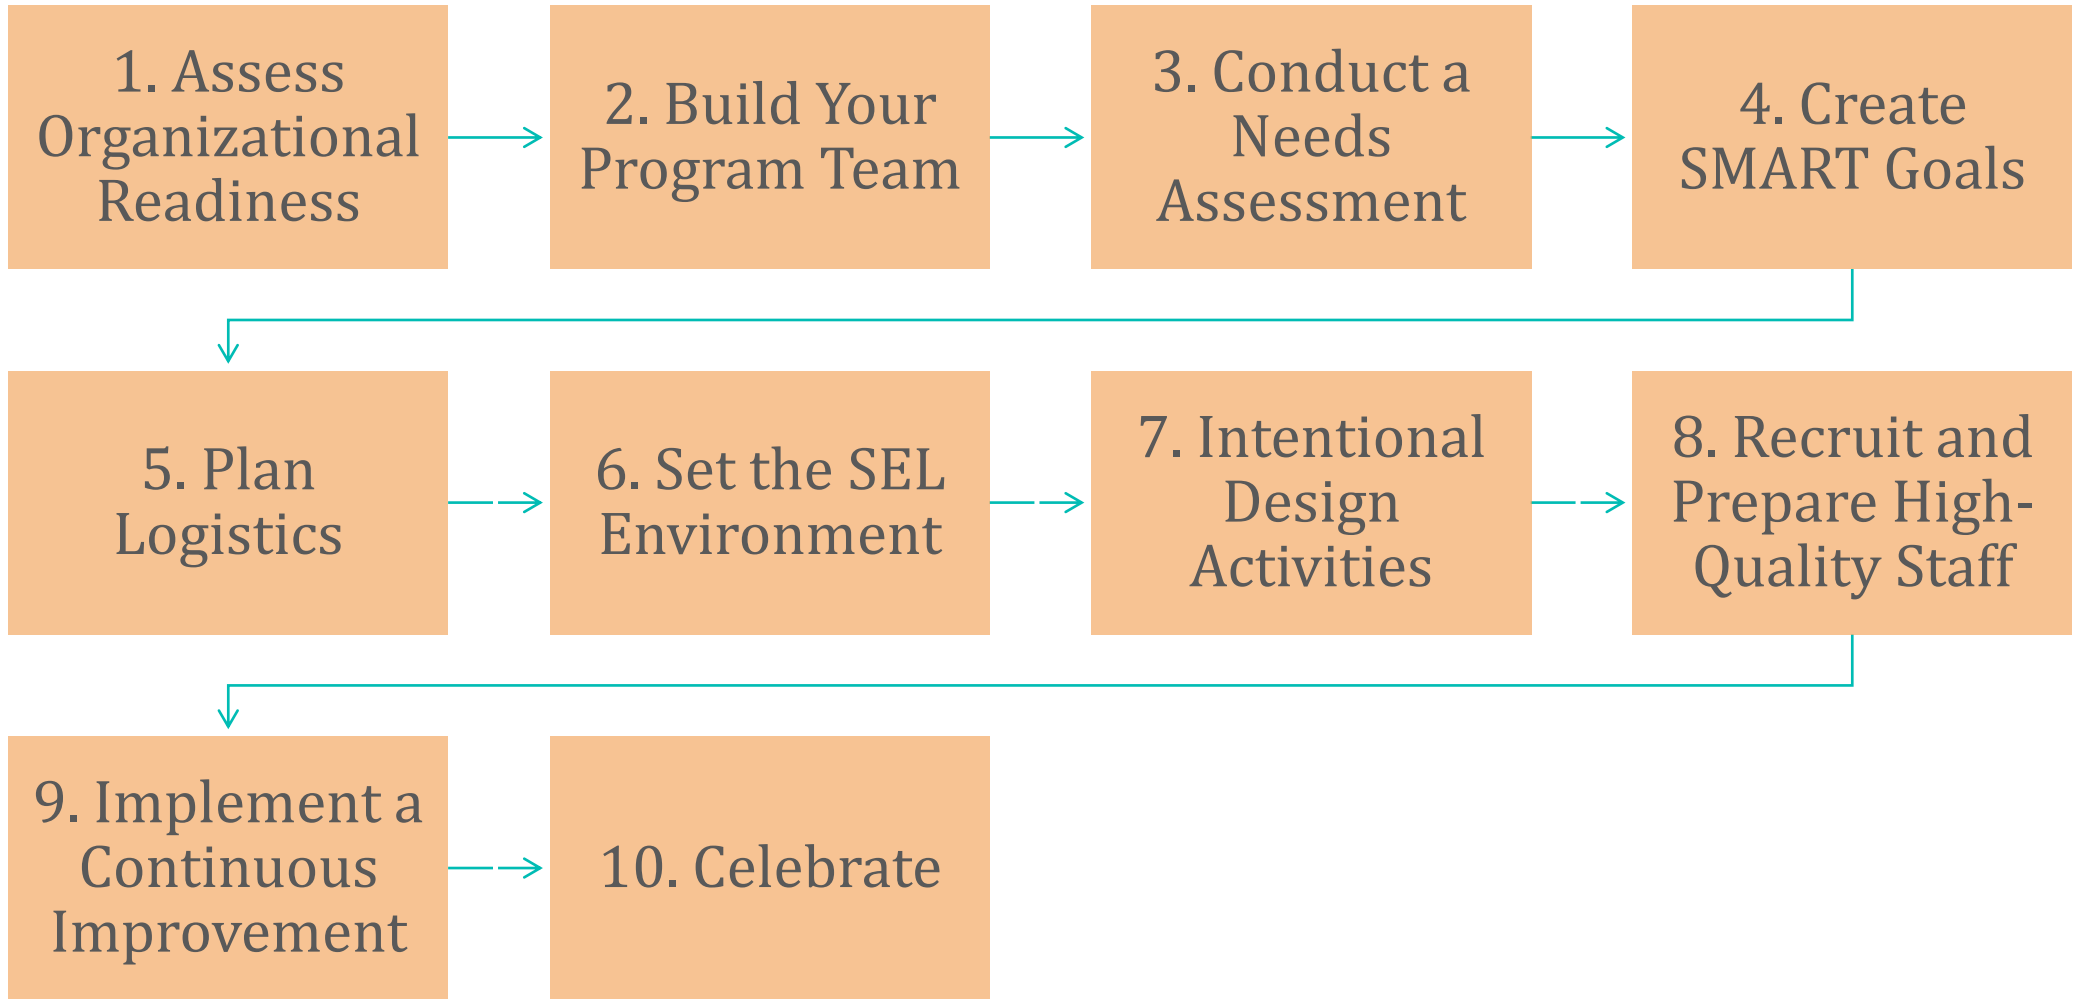 1. Assess
Organizational
Readiness
2. Build Your
Program Team
3. Conduct a
Needs
Assessment
4. Create
SMART Goals
5. Plan
Logistics
6. Set the SEL
Environment
7. Intentional
Design
Activities
8. Recruit and
Prepare High-
Quality Staff
9. Implement a
Continuous
Improvement
10. Celebrate